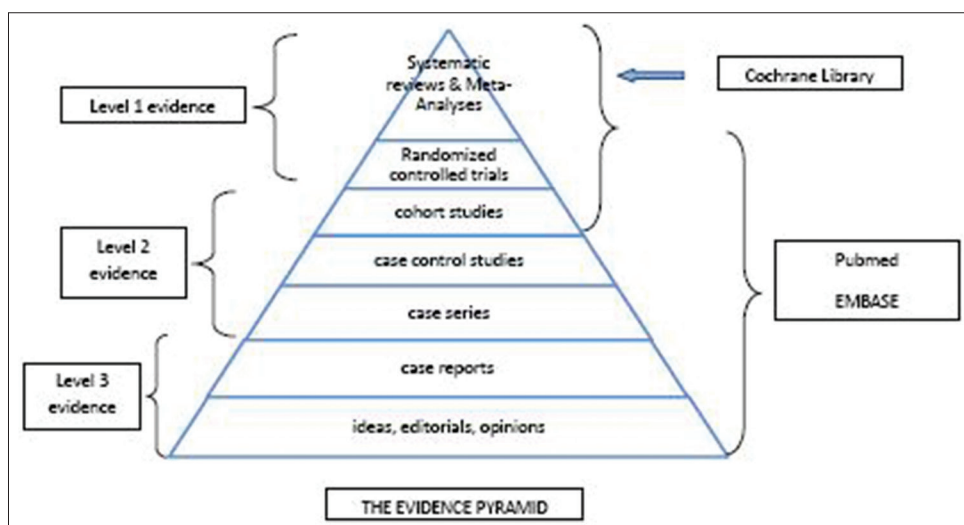 Systematic
reviews & Meta-
Analyses
Randomized
controlled trials
cohort studies
case control studies
case series
case reports
ideas, editorials, opinions
Level 1 evidence
Level 2
evidence
Level 3
evidence
Cochrane Library
Pubmed
EMBASE
THE EVIDENCE PYRAMID